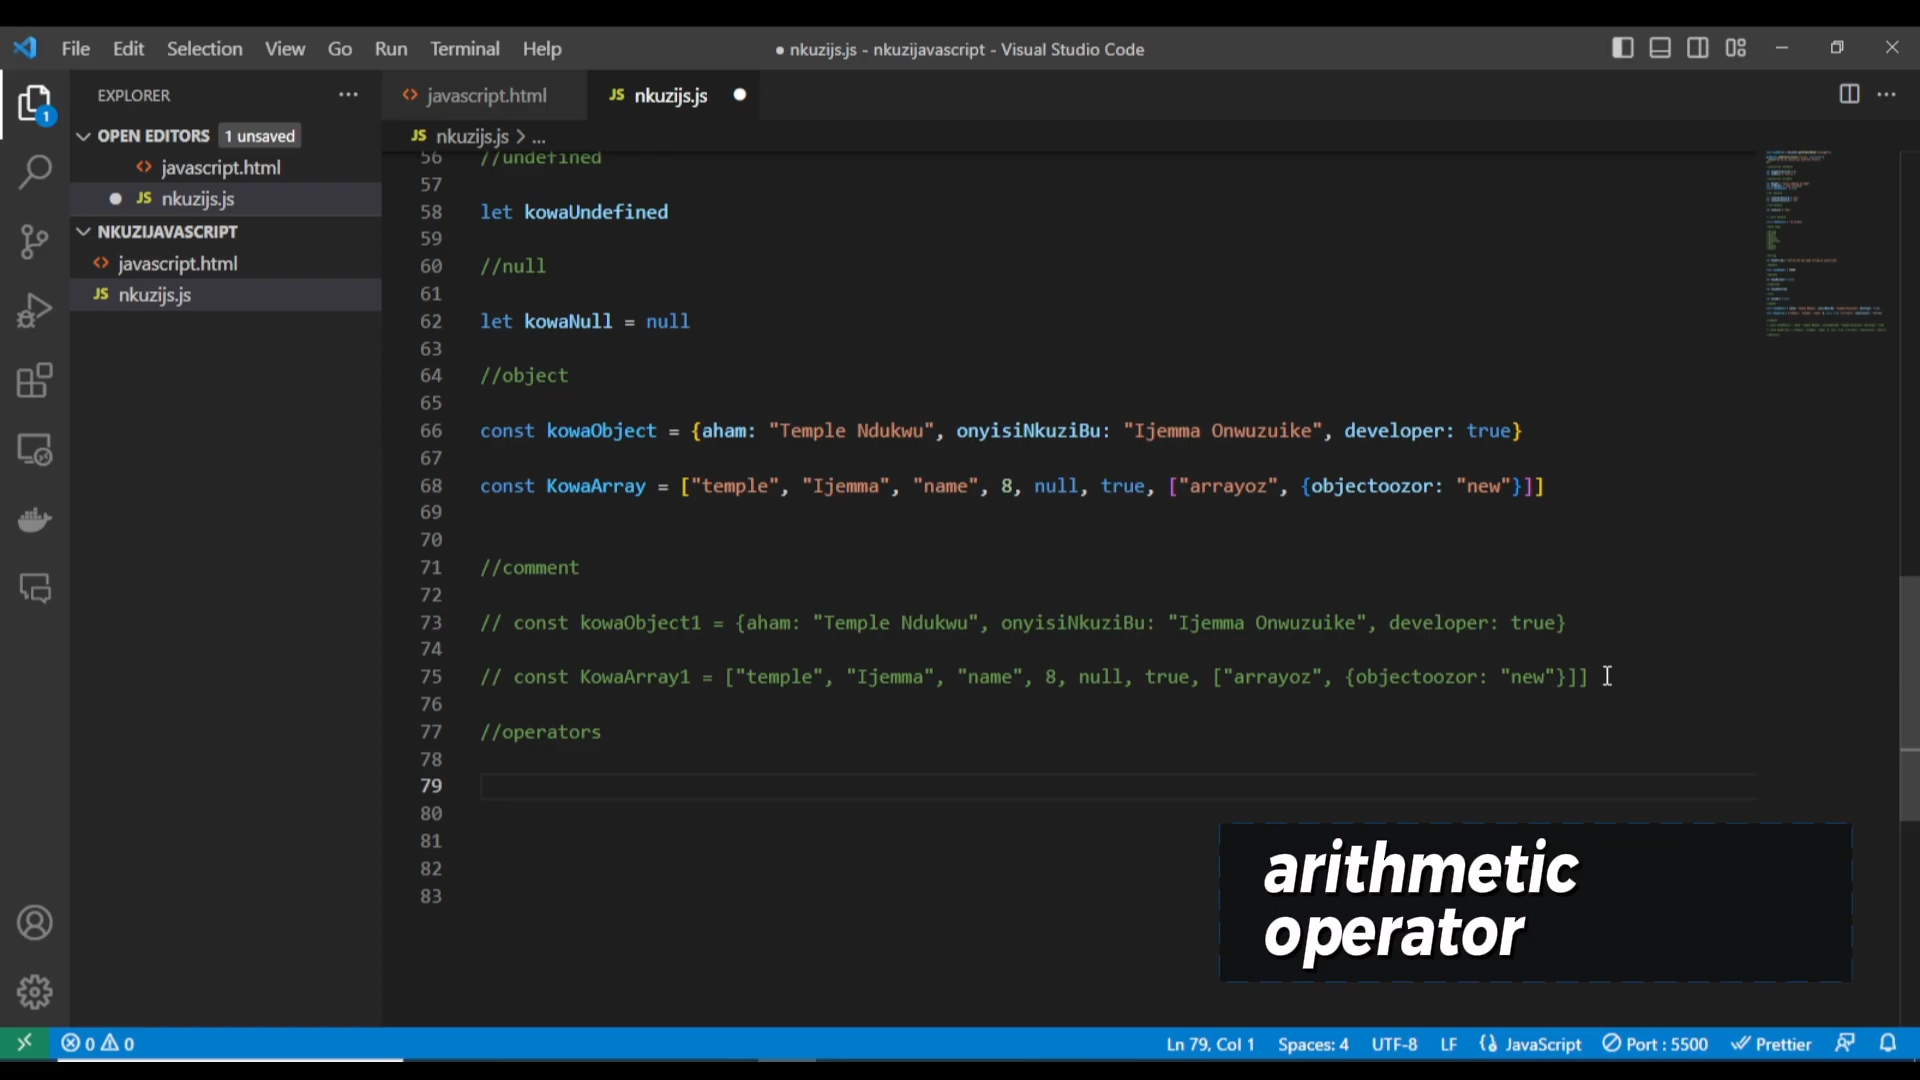 File Edit Selection View Go Run Terminal Help
● nkuzijs.js - nkuzijavascript - Visual Studio Code
EXPLORER ...
javascript.html
JS nkuzijs.js ●
1
OPEN EDITORS 1 unsaved
javascript.html
● JS nkuzijs.js
NKUZIJAVASCRIPT
javascript.html
JS nkuzijs.js
JS nkuzijs.js > ...
56 //undefined
57
58 let kowaUndefined
59
60 //null
61
62 let kowaNull = null
63
64 //object
65
66 const kowaObject = {aham: "Temple Ndukwu", onyisiNkuziBu: "Ijemma Onwuzuike", developer: true}
67
68 const KowaArray = ["temple", "Ijemma", "name", 8, null, true, ["arrayoz", {objectoozor: "new"}]]
69
70
71 //comment
72
73 // const kowaObject1 = {aham: "Temple Ndukwu", onyisiNkuziBu: "Ijemma Onwuzuike", developer: true}
74
75 // const KowaArray1 = ["temple", "Ijemma", "name", 8, null, true, ["arrayoz", {objectoozor: "new"}]]
76
77 //operators
78
79
80
81
82
83
arithmetic
operator
0 0
Ln 79, Col 1 Spaces: 4 UTF-8 LF JavaScript Port : 5500 Prettier